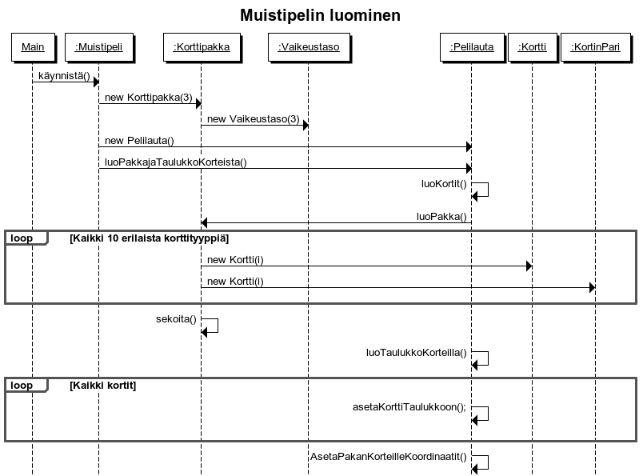 Muistipelin luominen
Main :Muistipeli :Korttipakka :Vaikeustaso :Pelilauta :Kortti :KortinPari
käynnistä()
new Korttipakka(3)
new Vaikeustaso(3)
new Pelilauta()
luoPakkajaTaulukkoKorteista()
luoKortit()
luoPakka()
loop [Kaikki 10 erilaista korttityyppiä]
new Kortti(i)
new Kortti(i)
sekoita()
luoTaulukkoKorteilla()
loop [Kaikki kortit]
asetaKorttiTaulukkoon();
AsetaPakanKorteilleKoordinaatit()